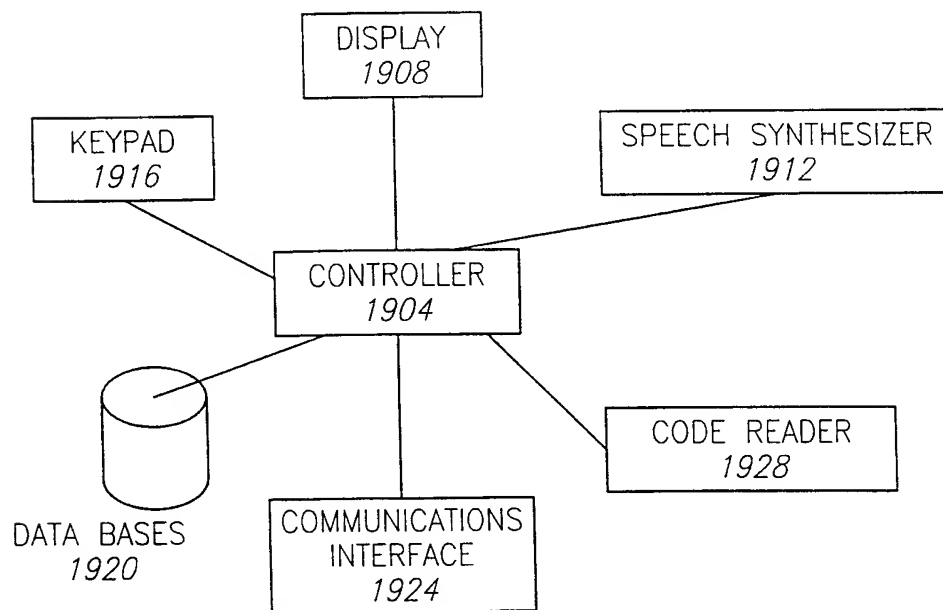 DISPLAY
1908
KEYPAD
1916
SPEECH SYNTHESIZER
1912
CONTROLLER
1904
CODE READER
1928
DATA BASES
1920
COMMUNICATIONS
INTERFACE
1924